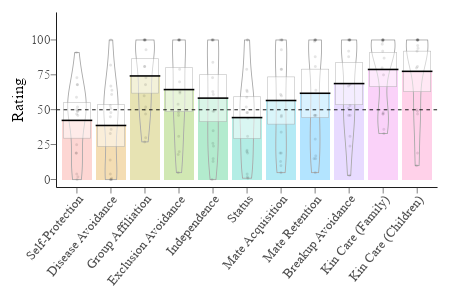 100
75
50
25
0
Rating
Self-Protection
Disease Avoidance
Group Affiliation
Exclusion Avoidance
Independence
Status
Mate Acquisition
Mate Retention
Breakup Avoidance
Kin Care (Family)
Kin Care (Children)